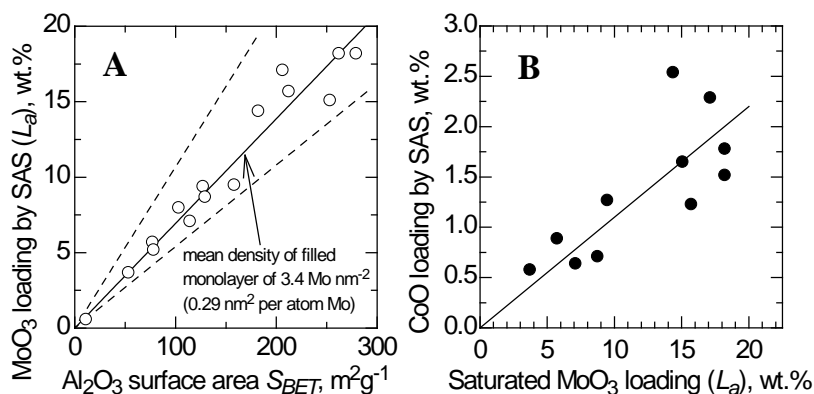 A
MoO₃ loading by SAS (Lₐ), wt.%
20
15
10
5
0
mean density of filled
monolayer of 3.4 Mo nm⁻²
(0.29 nm² per atom Mo)
0 100 200 300
Al₂O₃ surface area S_BET, m²g⁻¹
B
CoO loading by SAS, wt.%
3.0
2.5
2.0
1.5
1.0
0.5
0.0
0 5 10 15 20
Saturated MoO₃ loading (Lₐ), wt.%